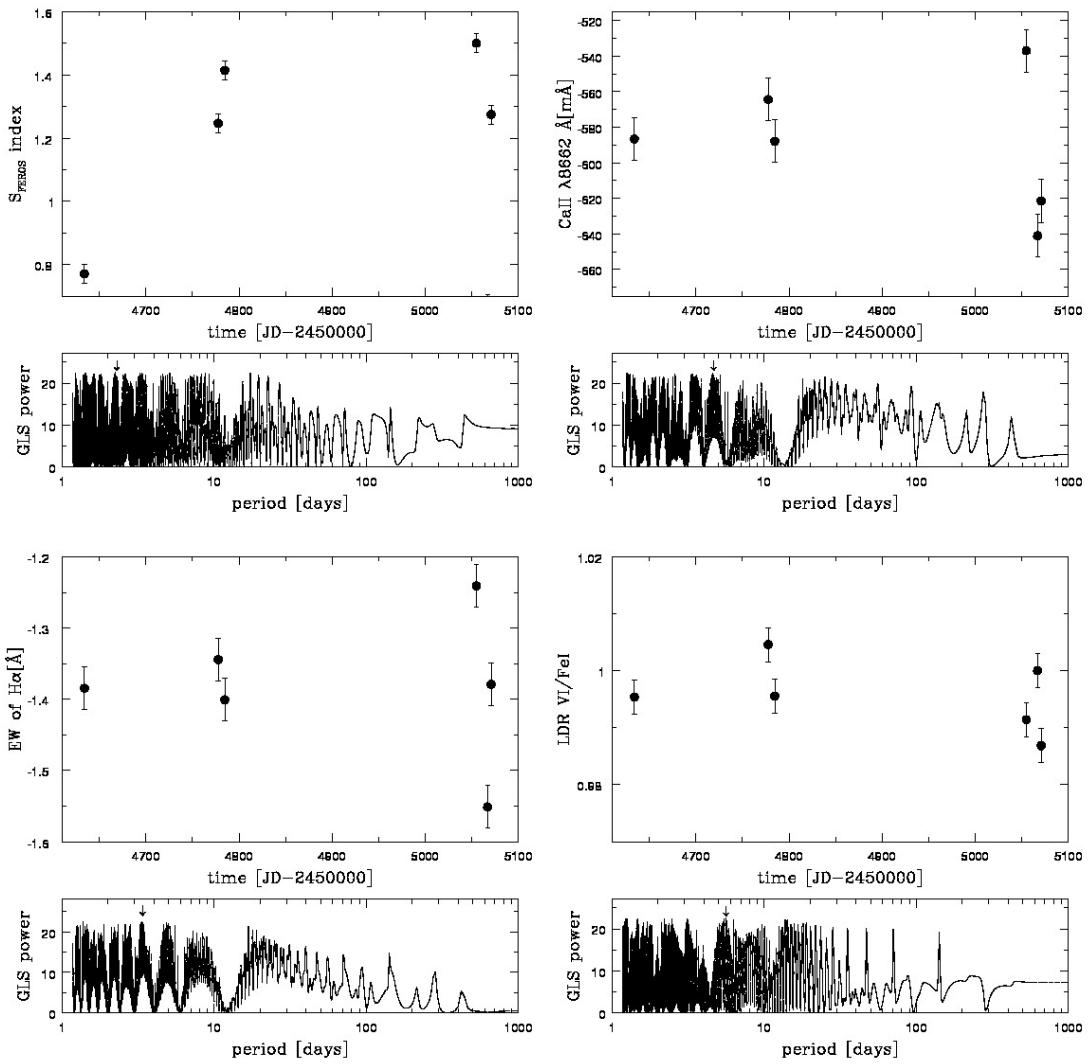 1.6
1.4
1.2
1
0.8
S_FEROS index
4700 4800 4900 5000 5100
time [JD-2450000]
20
10
0
GLS power
1 10 100 1000
period [days]
-520
-540
-560
-580
-600
-620
-640
-660
CaII λ8662 Å[mÅ]
4700 4800 4900 5000 5100
time [JD-2450000]
20
10
0
GLS power
1 10 100 1000
period [days]
-1.2
-1.3
-1.4
-1.5
-1.6
EW of Hα[Å]
4700 4800 4900 5000 5100
time [JD-2450000]
20
10
0
GLS power
1 10 100 1000
period [days]
1.02
1
0.98
LDR VI/FeI
4700 4800 4900 5000 5100
time [JD-2450000]
20
10
0
GLS power
1 10 100 1000
period [days]